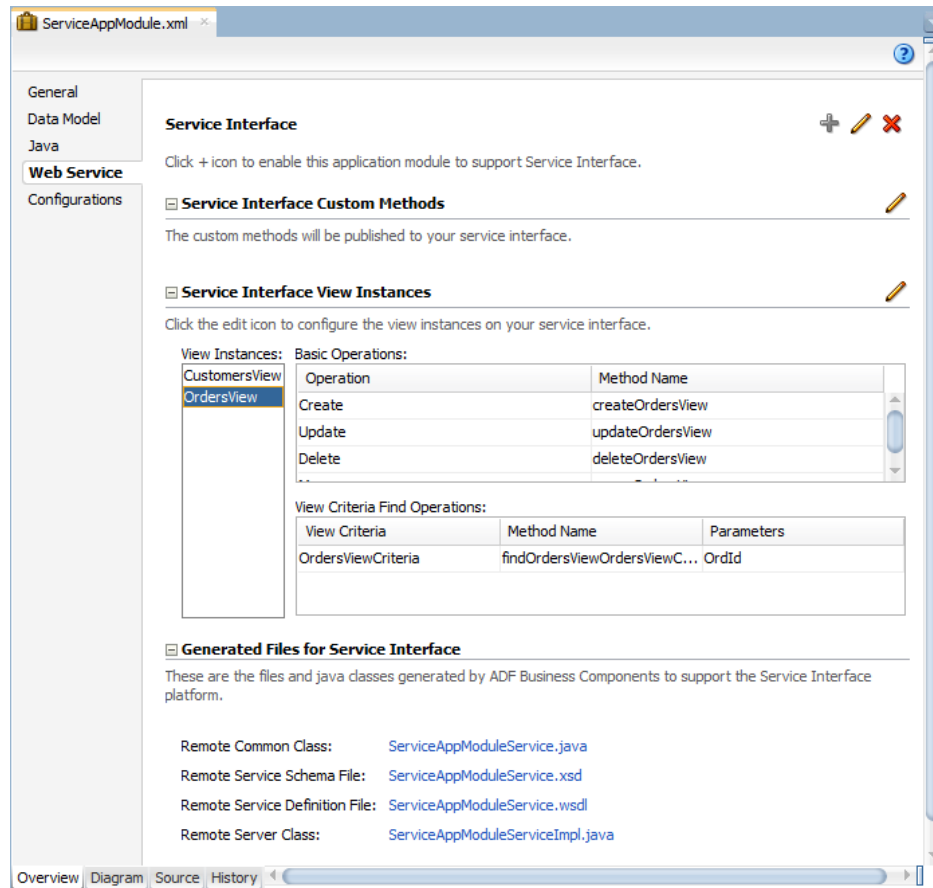 ServiceAppModule.xml
General
Data Model
Java
Web Service
Configurations
Service Interface
Click + icon to enable this application module to support Service Interface.
Service Interface Custom Methods
The custom methods will be published to your service interface.
Service Interface View Instances
Click the edit icon to configure the view instances on your service interface.
View Instances: Basic Operations:
CustomersView
OrdersView
Operation Method Name
Create createOrdersView
Update updateOrdersView
Delete deleteOrdersView
View Criteria Find Operations:
View Criteria Method Name Parameters
OrdersViewCriteria findOrdersViewOrdersViewC... OrdId
Generated Files for Service Interface
These are the files and java classes generated by ADF Business Components to support the Service Interface
platform.
Remote Common Class: ServiceAppModuleService.java
Remote Service Schema File: ServiceAppModuleService.xsd
Remote Service Definition File: ServiceAppModuleService.wsdl
Remote Server Class: ServiceAppModuleServiceImpl.java
Overview Diagram Source History